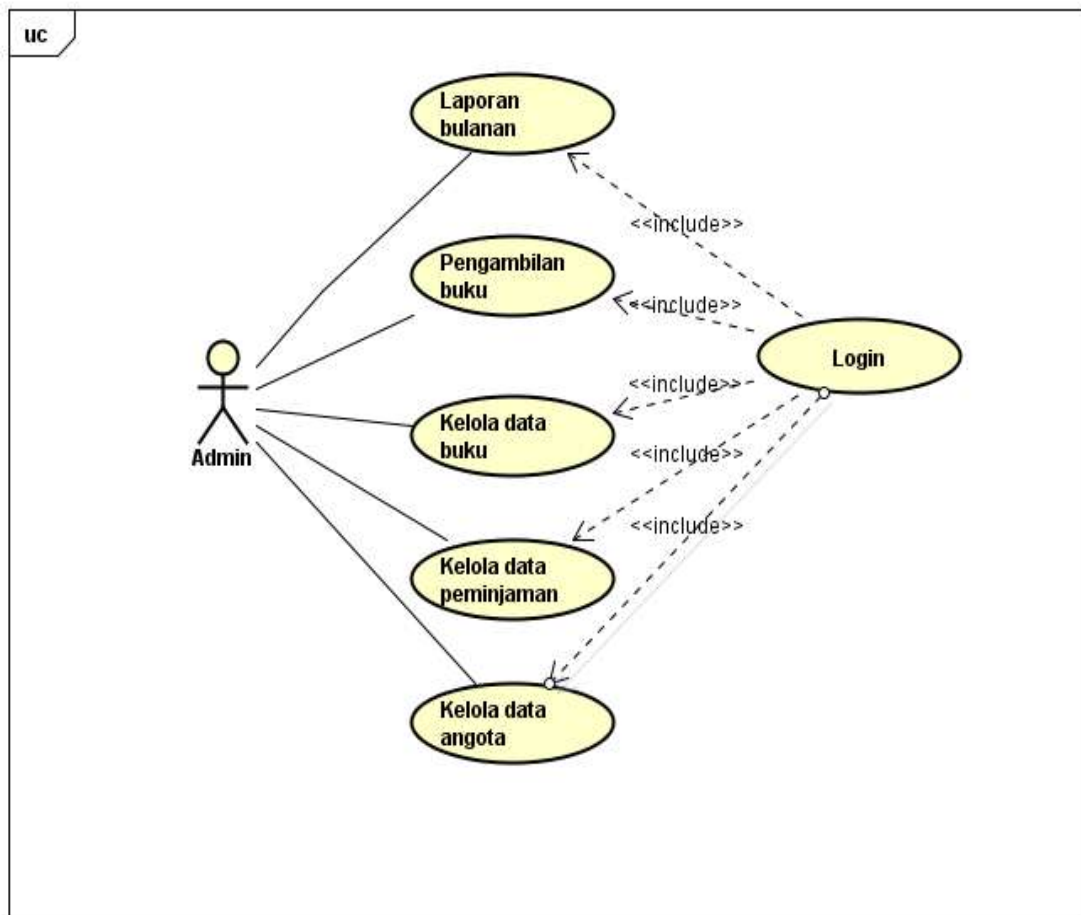 uc
Laporan
bulanan
<<include>>
Pengambilan
buku
<<include>>
Login
<<include>>
Kelola data
buku
Admin
<<include>>
<<include>>
Kelola data
peminjaman
Kelola data
angota